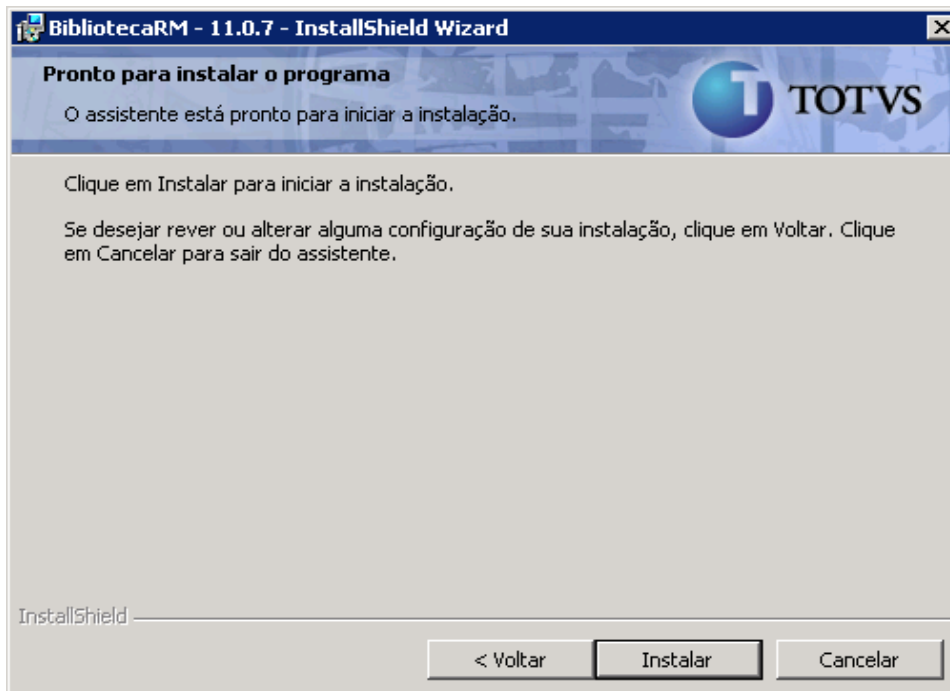 BibliotecaRM - 11.0.7 - InstallShield Wizard
Pronto para instalar o programa
O assistente está pronto para iniciar a instalação.
TOTVS
Clique em Instalar para iniciar a instalação.
Se desejar rever ou alterar alguma configuração de sua instalação, clique em Voltar. Clique
em Cancelar para sair do assistente.
InstallShield
< Voltar
Instalar
Cancelar